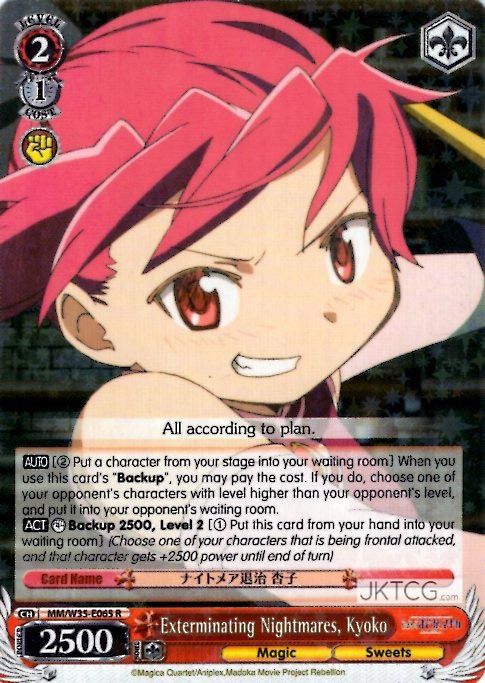 LEVEL
2
1
COST
All according to plan.
AUTO [② Put a character from your stage into your waiting room] When you
use this card's "Backup", you may pay the cost. If you do, choose one
of your opponent's characters with level higher than your opponent's level,
and put it into your opponent's waiting room.
ACT Backup 2500, Level 2 [① Put this card from your hand into your
waiting room] (Choose one of your characters that is being frontal attacked,
and that character gets +2500 power until end of turn)
Card Name ナイトメア退治 杏子
JKTCG.com
CH MM/W35-E065 R
POWER 2500 SOUL
Exterminating Nightmares, Kyoko
Magic Sweets
©Magica Quartet/Aniplex,Madoka Movie Project Rebellion